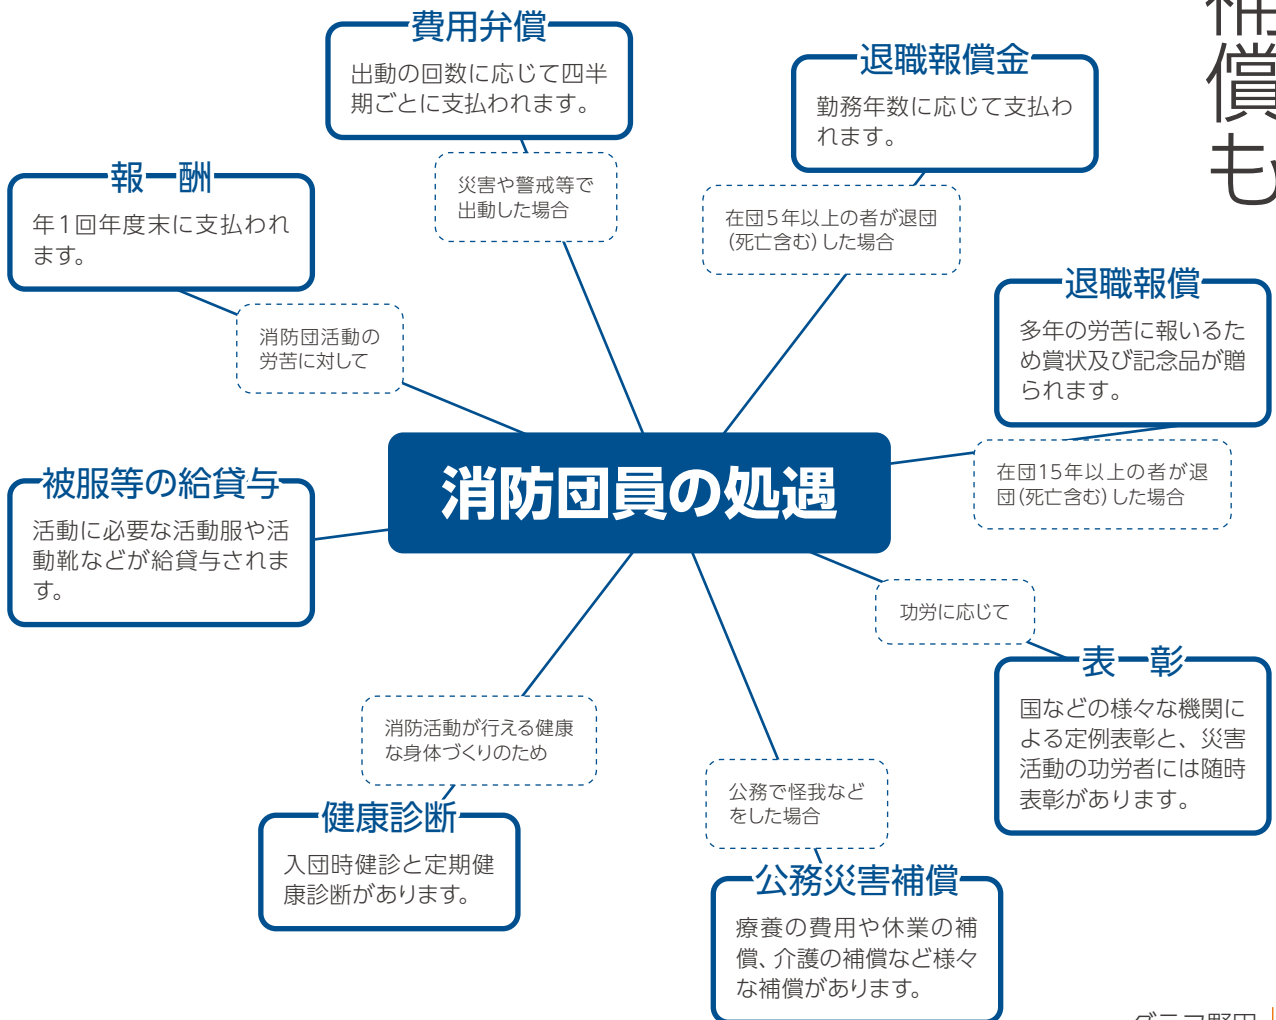 補償も
費用弁償
出動の回数に応じて四半
期ごとに支払われます。
災害や警戒等で
出動した場合
退職報償金
勤務年数に応じて支払わ
れます。
在団5年以上の者が退団
(死亡含む)した場合
報酬
年1回年度末に支払われ
ます。
消防団活動の
労苦に対して
退職報償
多年の労苦に報いるた
め賞状及び記念品が贈
られます。
在団15年以上の者が退
団(死亡含む)した場合
消防団員の処遇
被服等の給貸与
活動に必要な活動服や活
動靴などが給貸与されま
す。
功労に応じて
表彰
国などの様々な機関に
よる定例表彰と、災害
活動の功労者には随時
表彰があります。
消防活動が行える健康
な身体づくりのため
健康診断
入団時健診と定期健
康診断があります。
公務で怪我など
をした場合
公務災害補償
療養の費用や休業の補
償、介護の補償など様々
な補償があります。